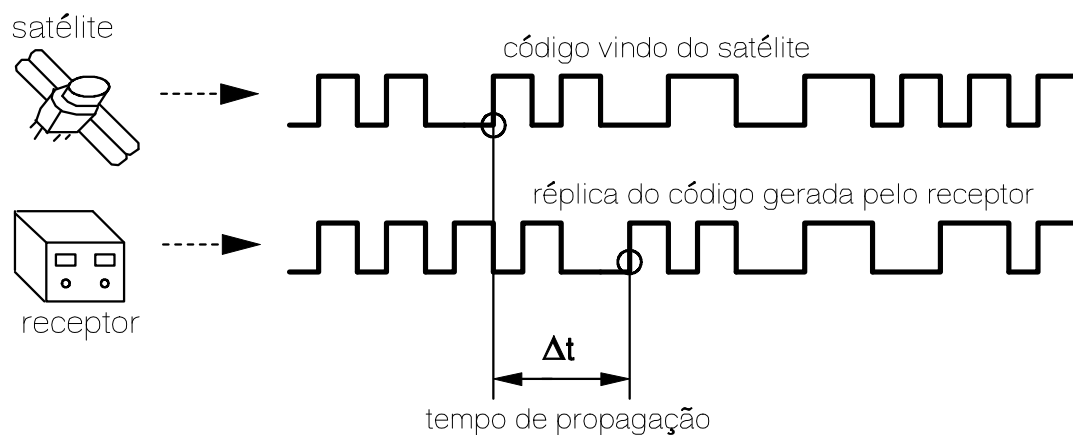 satélite
código vindo do satélite
réplica do código gerada pelo receptor
receptor
Δt
tempo de propagação